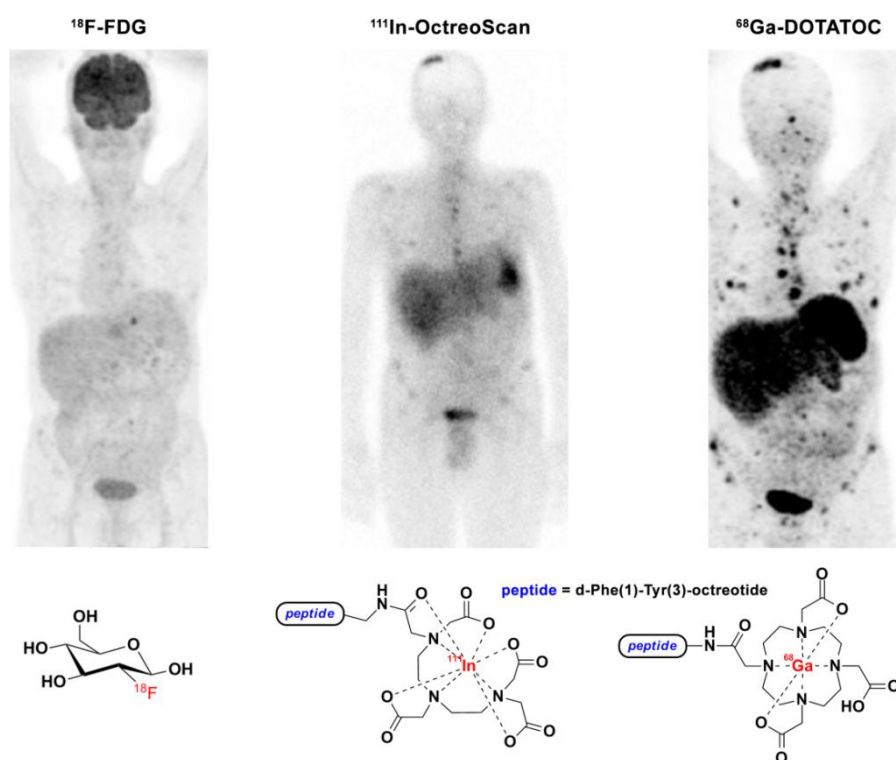 18F-FDG
111In-OctreoScan
68Ga-DOTATOC
peptide = d-Phe(1)-Tyr(3)-octreotide
OH
HO
HO
O
OH
18F
peptide
H
N
O
O
O
N
O
111In
O
O
O
N
N
O
O
O
O
peptide
H
N
O
O
O
N
N
68Ga
N
N
O
O
HO
O